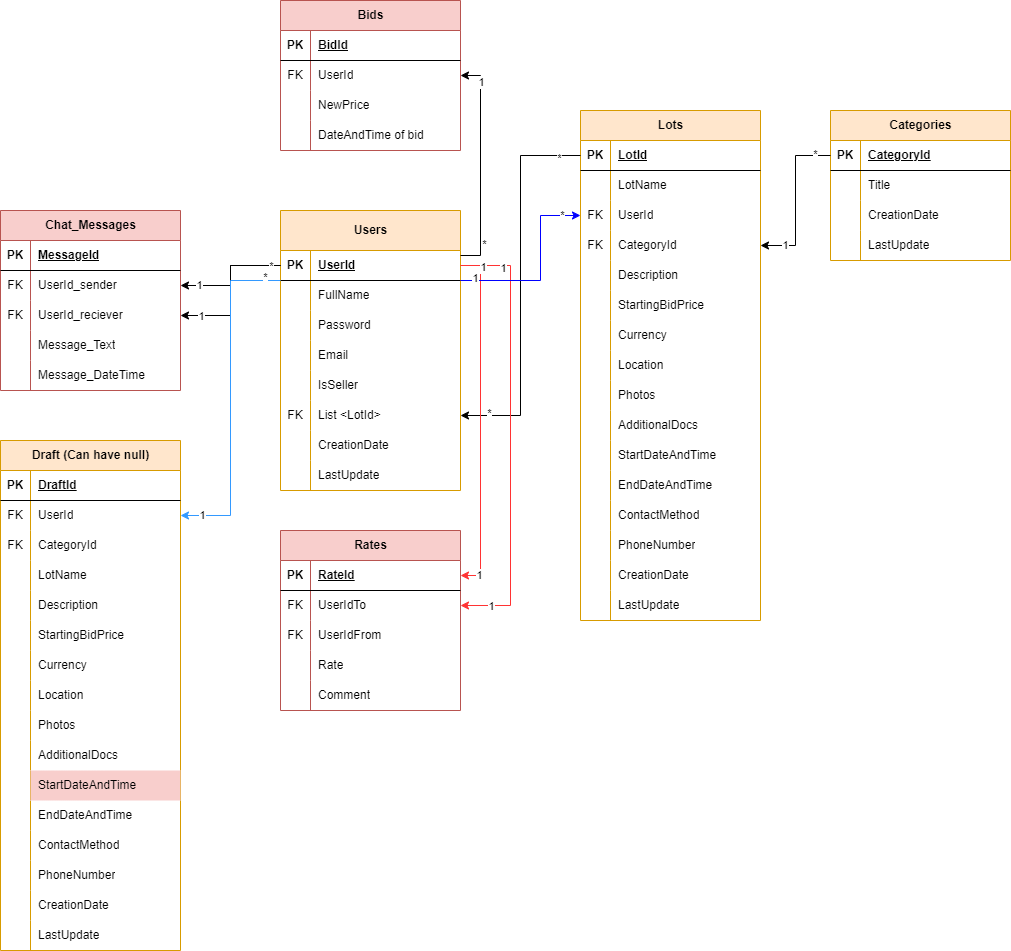 Bids
PK BidId
FK UserId
NewPrice
DateAndTime of bid
1
*
Chat_Messages
PK MessageId
FK UserId_sender
FK UserId_reciever
Message_Text
Message_DateTime
1
1
*
*
Users
PK UserId
FullName
Password
Email
IsSeller
FK List <LotId>
CreationDate
LastUpdate
1
1
1
*
*
*
Lots
PK LotId
LotName
FK UserId
FK CategoryId
Description
StartingBidPrice
Currency
Location
Photos
AdditionalDocs
StartDateAndTime
EndDateAndTime
ContactMethod
PhoneNumber
CreationDate
LastUpdate
1
*
Categories
PK CategoryId
Title
CreationDate
LastUpdate
Draft (Can have null)
PK DraftId
FK UserId
FK CategoryId
LotName
Description
StartingBidPrice
Currency
Location
Photos
AdditionalDocs
StartDateAndTime
EndDateAndTime
ContactMethod
PhoneNumber
CreationDate
LastUpdate
1
Rates
PK RateId
FK UserIdTo
FK UserIdFrom
Rate
Comment
1
1